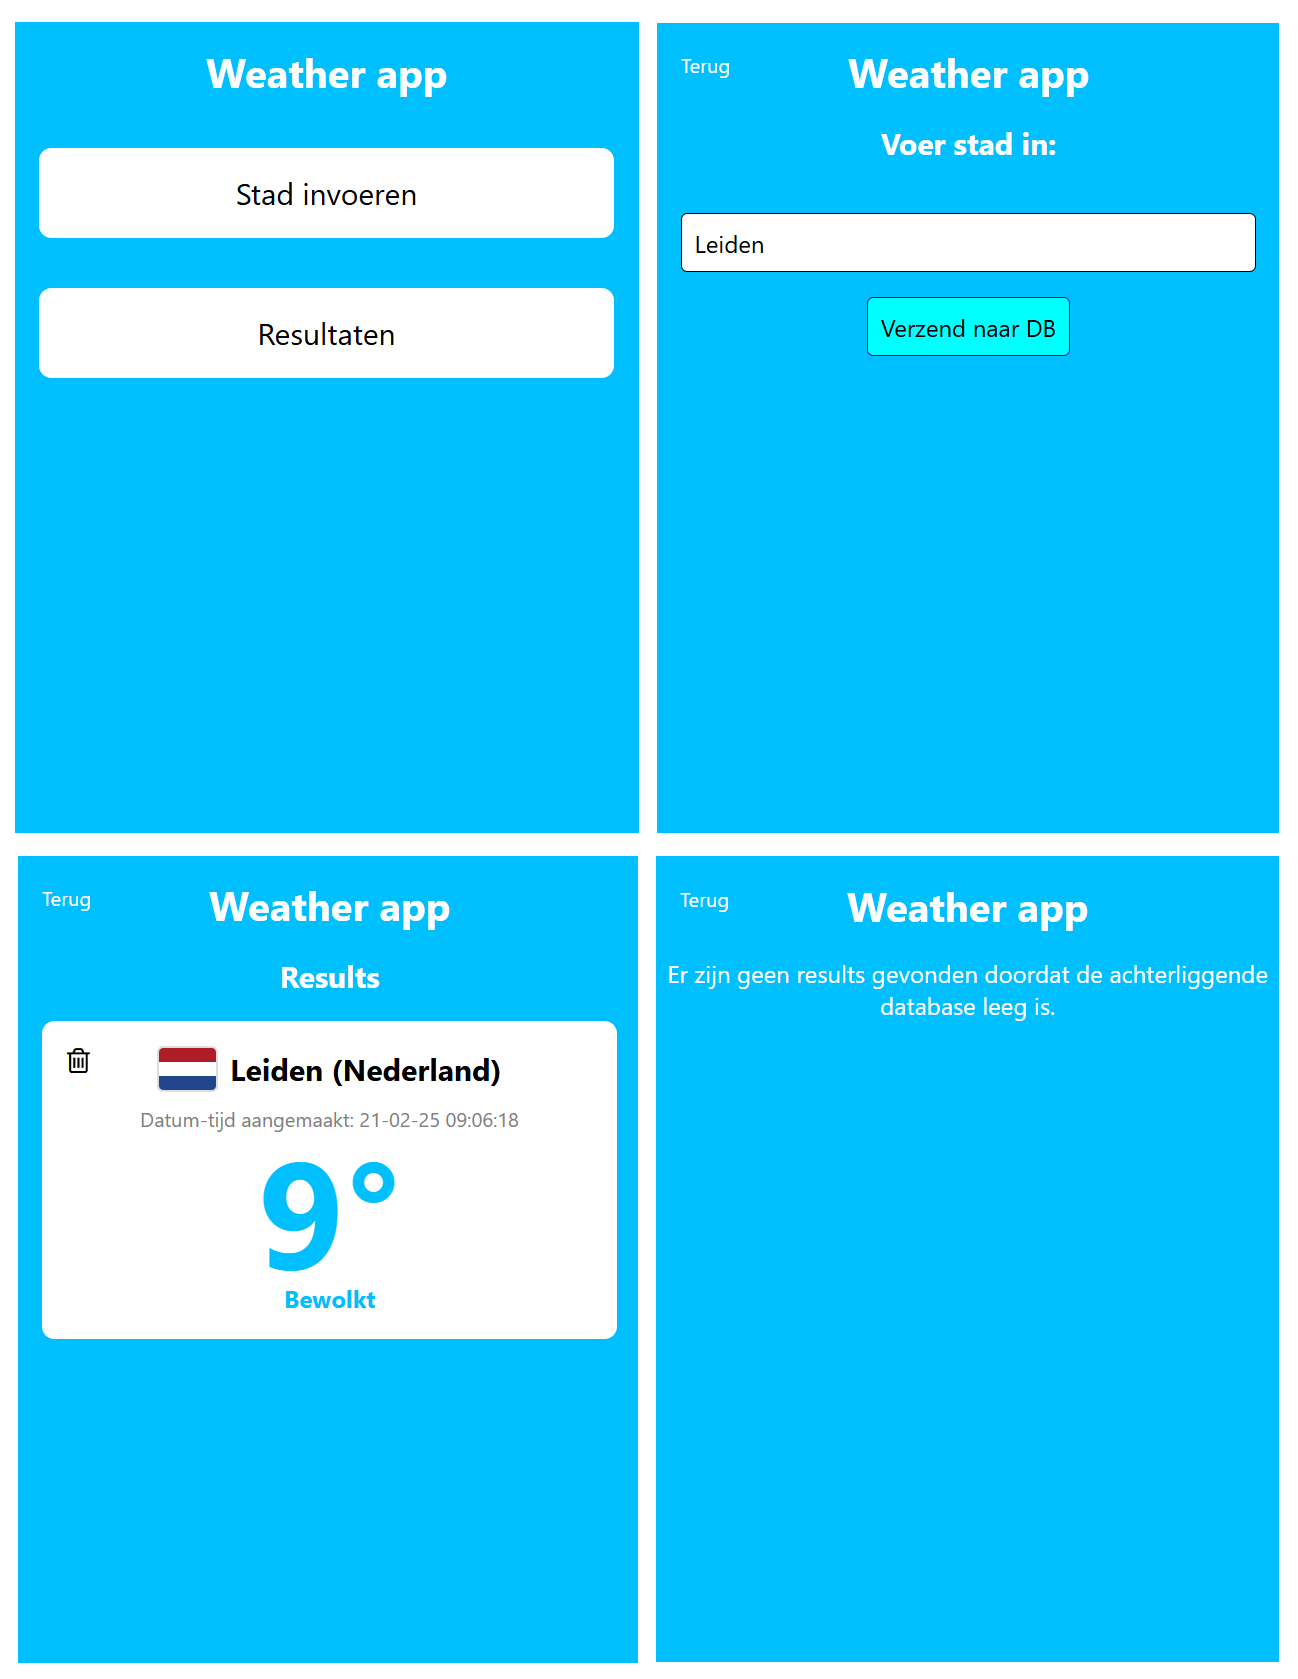 Weather app
Stad invoeren
Resultaten
Terug
Weather app
Voer stad in:
Leiden
Verzend naar DB
Terug
Weather app
Results
Leiden (Nederland)
Datum-tijd aangemaakt: 21-02-25 09:06:18
9°
Bewolkt
Terug
Weather app
Er zijn geen results gevonden doordat de achterliggende
database leeg is.